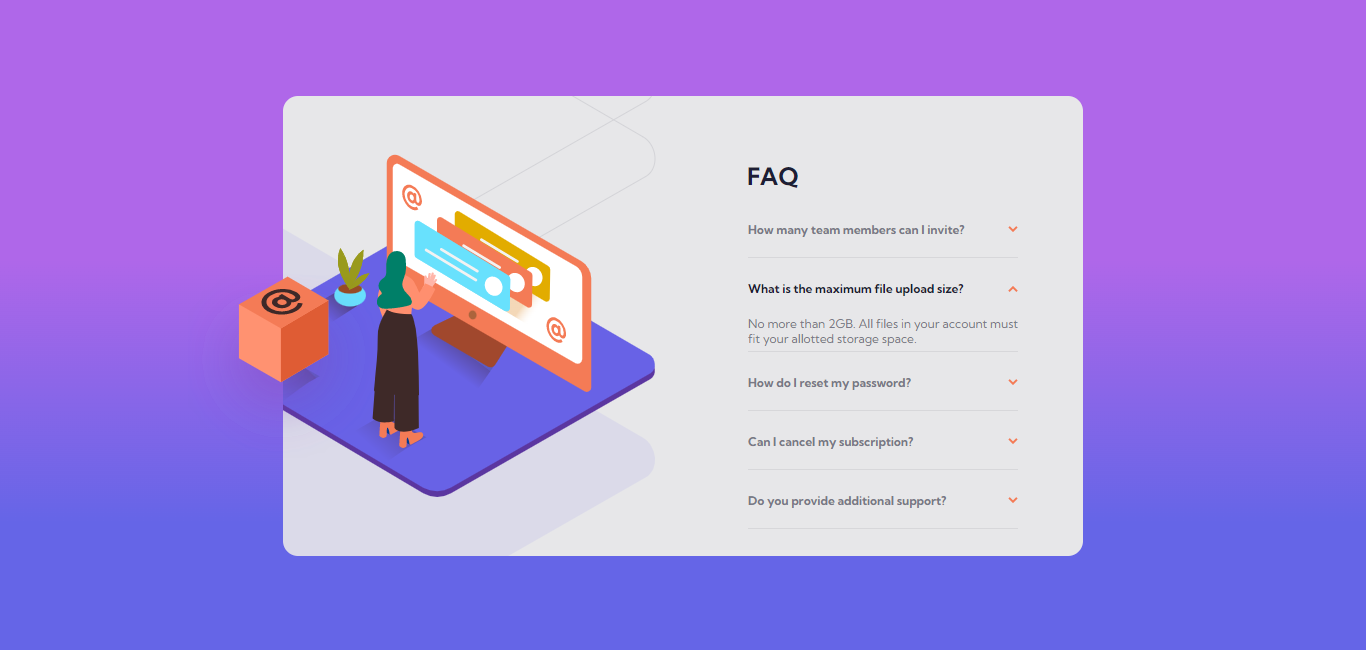 @
@
@
FAQ
How many team members can I invite?
What is the maximum file upload size?
No more than 2GB. All files in your account must
fit your allotted storage space.
How do I reset my password?
Can I cancel my subscription?
Do you provide additional support?